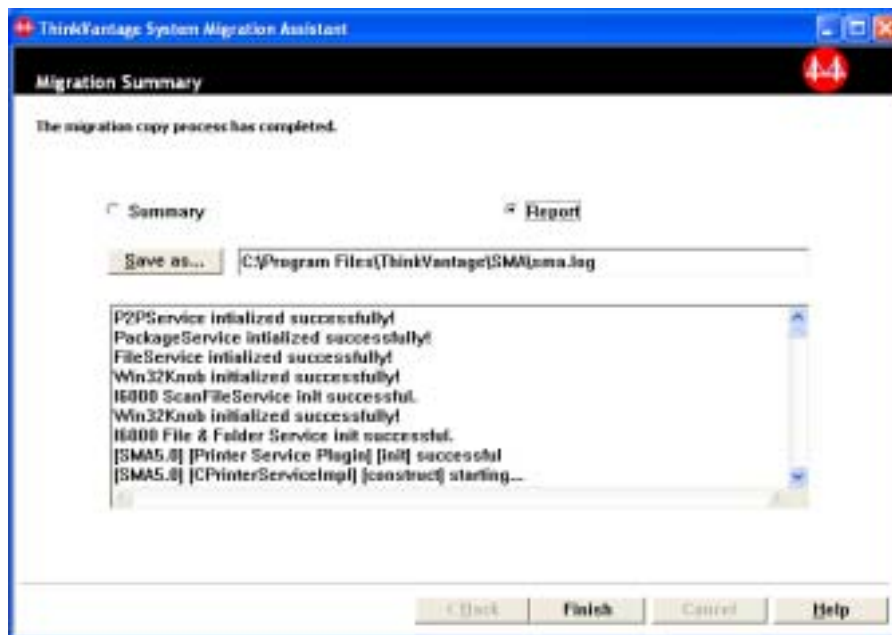 ThinkVantage System Migration Assistant
Migration Summary
The migration copy process has completed.
Summary
Report
Save as...
C:\Program Files\ThinkVantage\SMA\sma.log
P2PService intialized successfully!
PackageService intialized successfully!
FileService intialized successfully!
Win32Knob initialized successfully!
I6000 ScanFileService init successful.
Win32Knob initialized successfully!
I6000 File & Folder Service init successful.
[SMA5.0] [Printer Service Plugin] [init] successful
[SMA5.0] [CPrinterServiceImpl] [construct] starting...
< Back
Finish
Cancel
Help